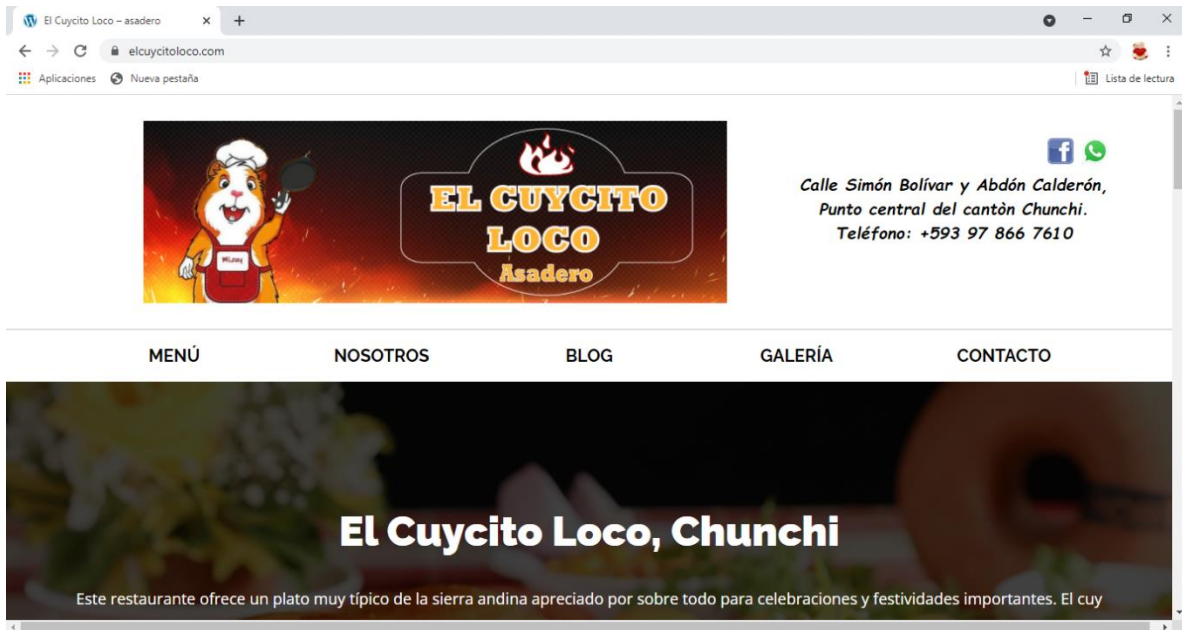 El Cuycito Loco – asadero
elcuycitoloco.com
Aplicaciones Nueva pestaña Lista de lectura
EL CUYCITO
LOCO
Asadero
Calle Simón Bolívar y Abdón Calderón,
Punto central del cantòn Chunchi.
Teléfono: +593 97 866 7610
MENÚ NOSOTROS BLOG GALERÍA CONTACTO
El Cuycito Loco, Chunchi
Este restaurante ofrece un plato muy típico de la sierra andina apreciado por sobre todo para celebraciones y festividades importantes. El cuy